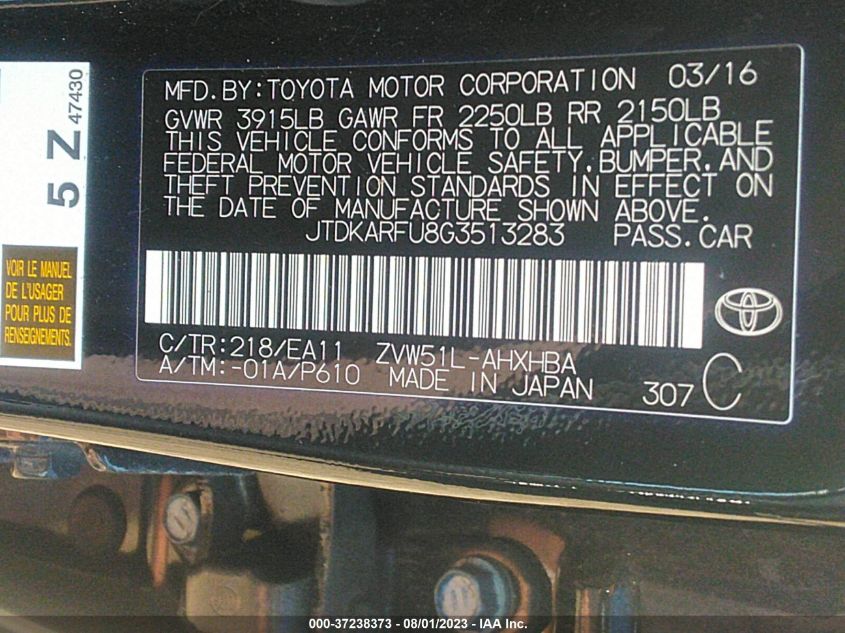 MFD.BY:TOYOTA MOTOR CORPORATION 03/16
GVWR 3915LB GAWR FR 2250LB RR 2150LB
THIS VEHICLE CONFORMS TO ALL APPLICABLE
FEDERAL MOTOR VEHICLE SAFETY,BUMPER,AND
THEFT PREVENTION STANDARDS IN EFFECT ON
THE DATE OF MANUFACTURE SHOWN ABOVE.
JTDKARFU8G3513283 PASS.CAR
C/TR:218/EA11 ZVW51L-AHXHBA
A/TM:-01A/P610 MADE IN JAPAN 307 C
5 Z 47430
VOIR LE MANUEL
DE L'USAGER
POUR PLUS DE
RENSEIGNEMENTS.
000-37238373 - 08/01/2023 - IAA Inc.